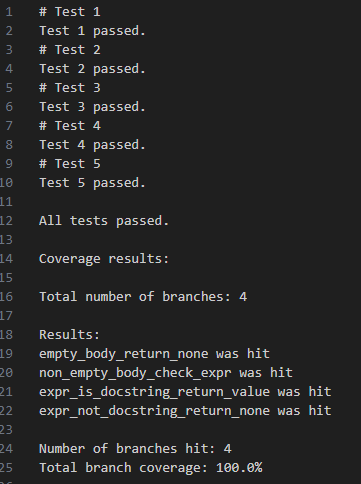 1 # Test 1
2 Test 1 passed.
3 # Test 2
4 Test 2 passed.
5 # Test 3
6 Test 3 passed.
7 # Test 4
8 Test 4 passed.
9 # Test 5
10 Test 5 passed.
11
12 All tests passed.
13
14 Coverage results:
15
16 Total number of branches: 4
17
18 Results:
19 empty_body_return_none was hit
20 non_empty_body_check_expr was hit
21 expr_is_docstring_return_value was hit
22 expr_not_docstring_return_none was hit
23
24 Number of branches hit: 4
25 Total branch coverage: 100.0%